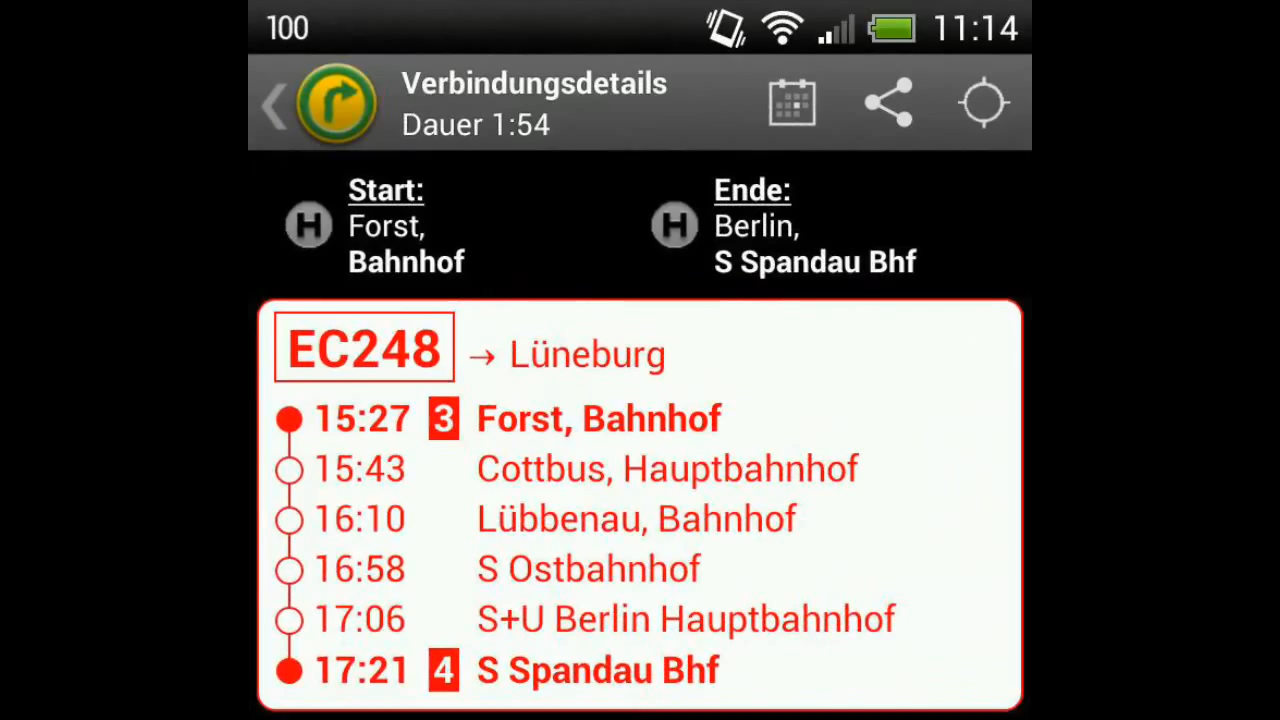 100 11:14
Verbindungsdetails
Dauer 1:54
Start:
Forst,
Bahnhof
Ende:
Berlin,
S Spandau Bhf
EC248 → Lüneburg
15:27 3 Forst, Bahnhof
15:43 Cottbus, Hauptbahnhof
16:10 Lübbenau, Bahnhof
16:58 S Ostbahnhof
17:06 S+U Berlin Hauptbahnhof
17:21 4 S Spandau Bhf